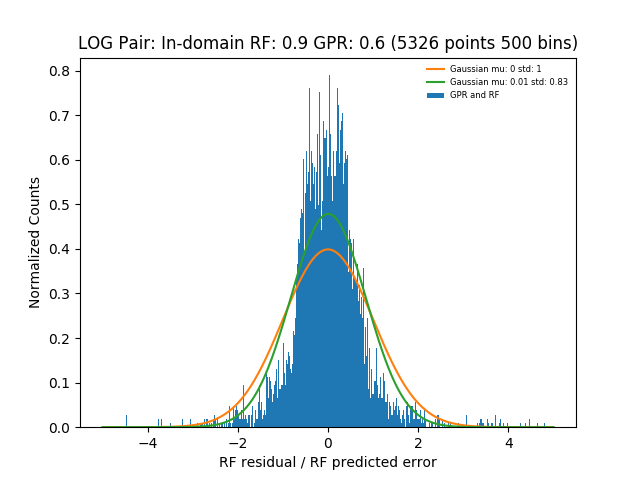 LOG Pair: In-domain RF: 0.9 GPR: 0.6 (5326 points 500 bins)
Gaussian mu: 0 std: 1
Gaussian mu: 0.01 std: 0.83
GPR and RF
Normalized Counts
0.8
0.7
0.6
0.5
0.4
0.3
0.2
0.1
0.0
−4 −2 0 2 4
RF residual / RF predicted error